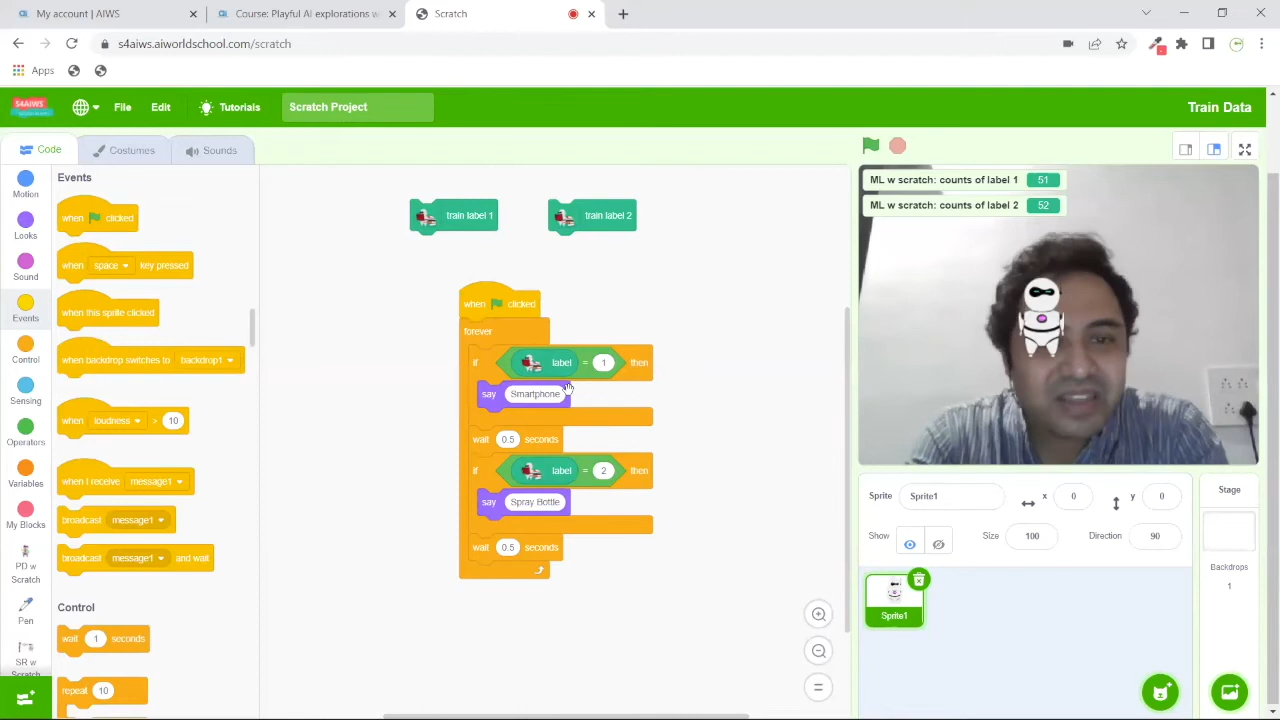 My account | AIWS
Course: Playful AI explorations w
Scratch
s4aiws.aiworldschool.com/scratch
Apps
S4AIWS
File
Edit
Tutorials
Scratch Project
Train Data
Code
Costumes
Sounds
Motion
Looks
Sound
Events
Control
Sensing
Operators
Variables
My Blocks
PD w
Scratch
Pen
SR w
Scratch
Events
when clicked
when space key pressed
when this sprite clicked
when backdrop switches to backdrop1
when loudness > 10
when I receive message1
broadcast message1
broadcast message1 and wait
Control
wait 1 seconds
repeat 10
train label 1
train label 2
when clicked
forever
if label = 1 then
say Smartphone
wait 0.5 seconds
if label = 2 then
say Spray Bottle
wait 0.5 seconds
ML w scratch: counts of label 1 51
ML w scratch: counts of label 2 52
Sprite Sprite1 x 0 y 0
Show Size 100 Direction 90
Sprite1
Stage
Backdrops
1